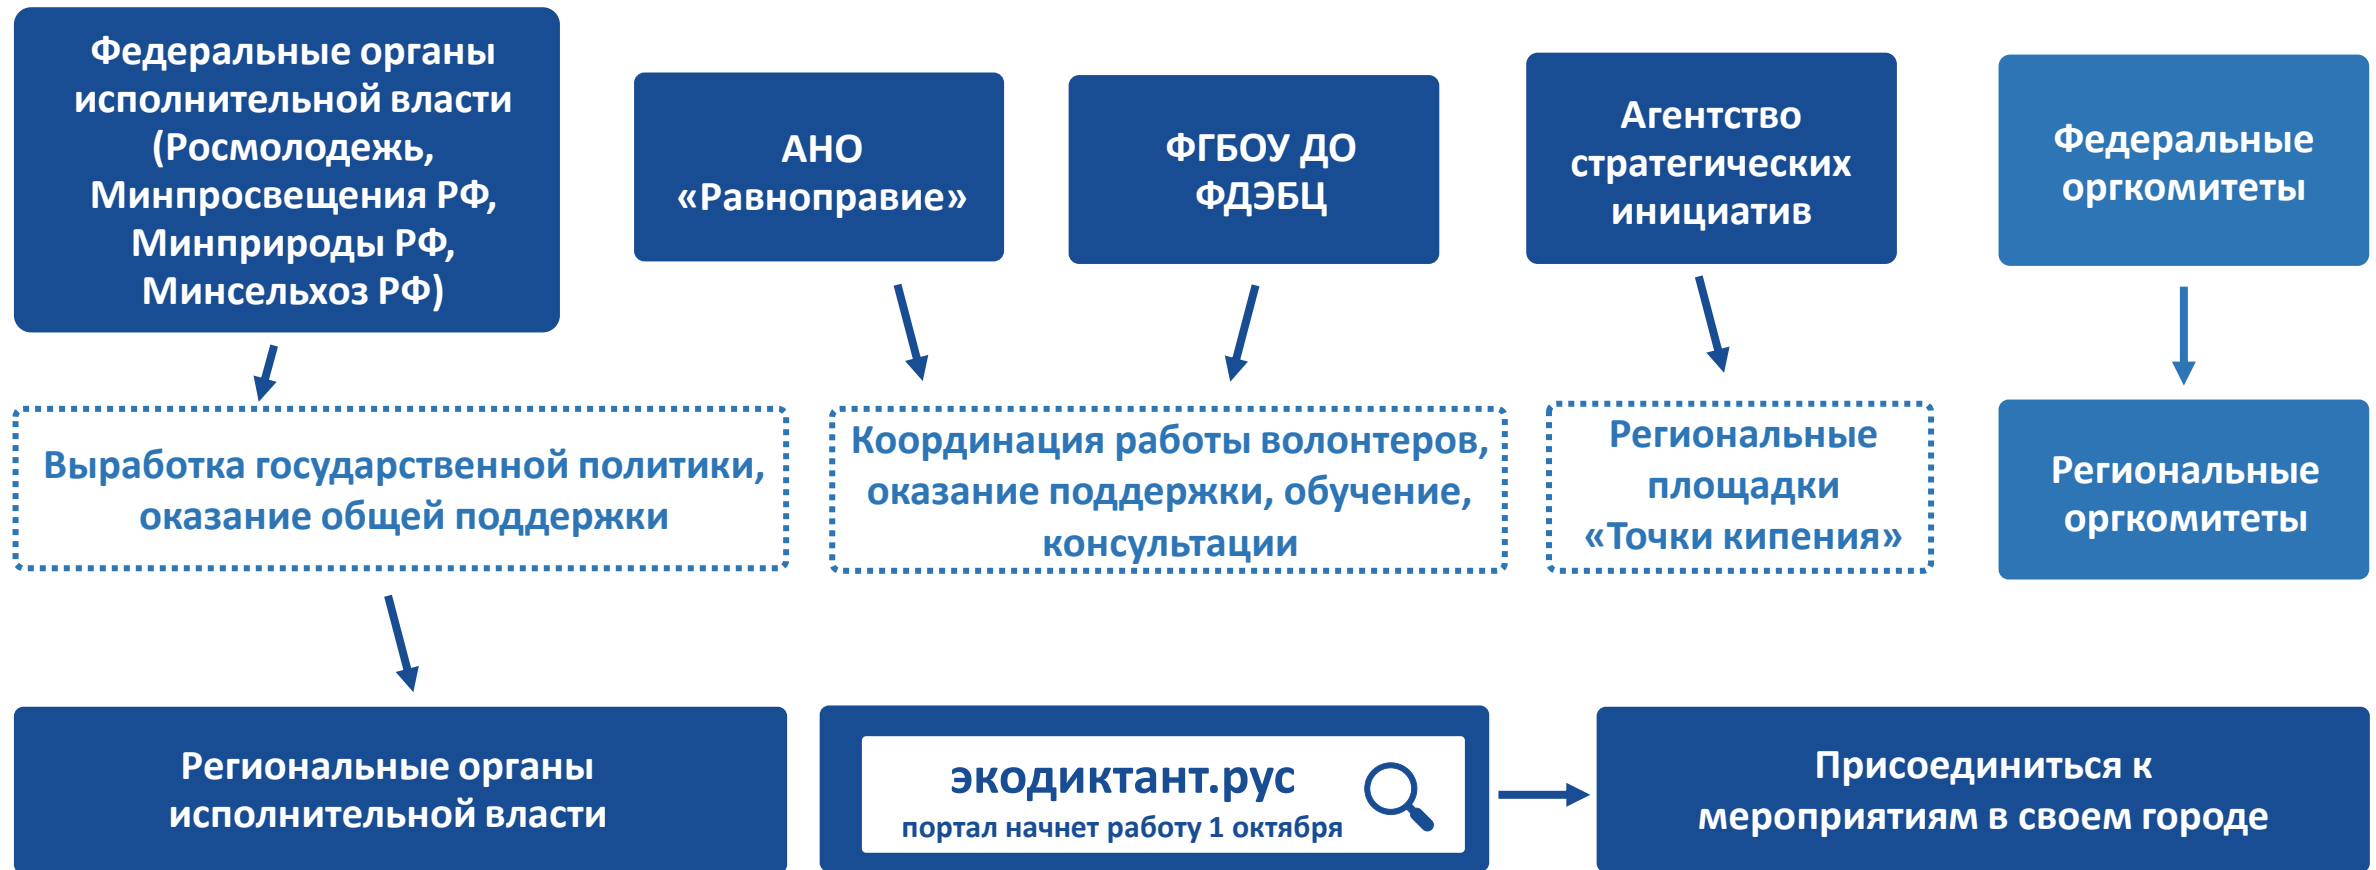 Федеральные органы
исполнительной власти
(Росмолодежь,
Минпросвещения РФ,
Минприроды РФ,
Минсельхоз РФ)
АНО
«Равноправие»
ФГБОУ ДО
ФДЭБЦ
Агентство
стратегических
инициатив
Федеральные
оргкомитеты
Выработка государственной политики,
оказание общей поддержки
Координация работы волонтеров,
оказание поддержки, обучение,
консультации
Региональные
площадки
«Точки кипения»
Региональные
оргкомитеты
Региональные органы
исполнительной власти
экодиктант.рус
портал начнет работу 1 октября
Присоединиться к
мероприятиям в своем городе